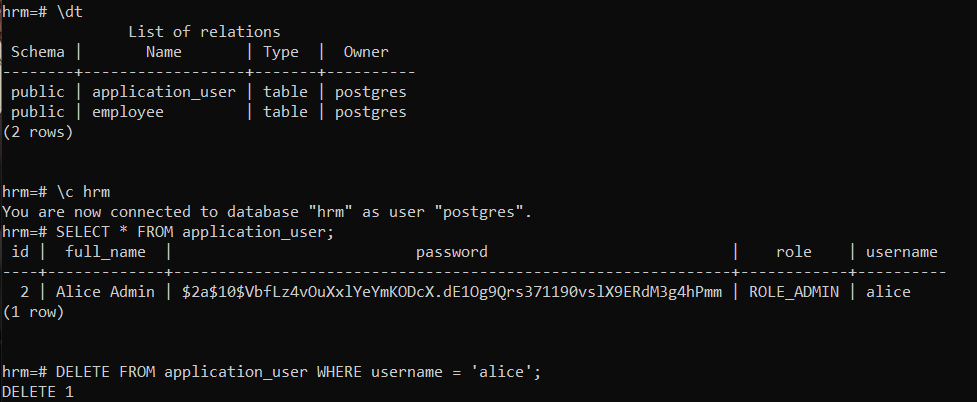 hrm=# \dt
List of relations
Schema | Name | Type | Owner
--------+------------------+-------+----------
public | application_user | table | postgres
public | employee | table | postgres
(2 rows)
hrm=# \c hrm
You are now connected to database "hrm" as user "postgres".
hrm=# SELECT * FROM application_user;
id | full_name | password | role | username
----+-------------+--------------------------------------------------------------+------------+----------
2 | Alice Admin | $2a$10$VbfLz4vOuXxlYeYmKODcX.dE1Og9Qrs371190vslX9ERdM3g4hPmm | ROLE_ADMIN | alice
(1 row)
hrm=# DELETE FROM application_user WHERE username = 'alice';
DELETE 1